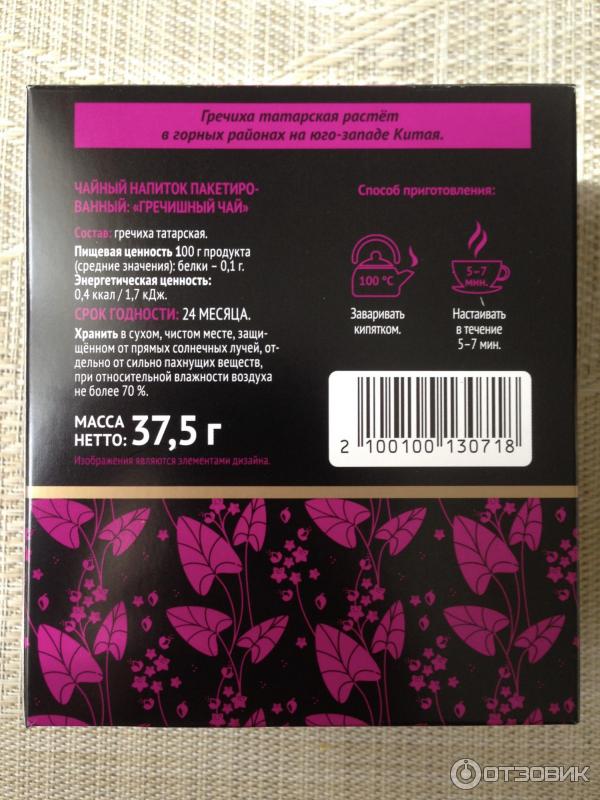 Гречиха татарская растёт
в горных районах на юго-западе Китая.
ЧАЙНЫЙ НАПИТОК ПАКЕТИРО-
ВАННЫЙ: «ГРЕЧИШНЫЙ ЧАЙ»
Состав: гречиха татарская.
Пищевая ценность 100 г продукта
(средние значения): белки – 0,1 г.
Энергетическая ценность:
0,4 ккал / 1,7 кДж.
СРОК ГОДНОСТИ: 24 МЕСЯЦА.
Хранить в сухом, чистом месте, защи-
щённом от прямых солнечных лучей, от-
дельно от сильно пахнущих веществ,
при относительной влажности воздуха
не более 70 %.
МАССА
НЕТТО: 37,5 г
Изображения являются элементами дизайна.
Способ приготовления:
100 °C
Заваривать
кипятком.
5–7
мин.
Настаивать
в течение
5–7 мин.
2 100100 130718
ОТЗОВИК